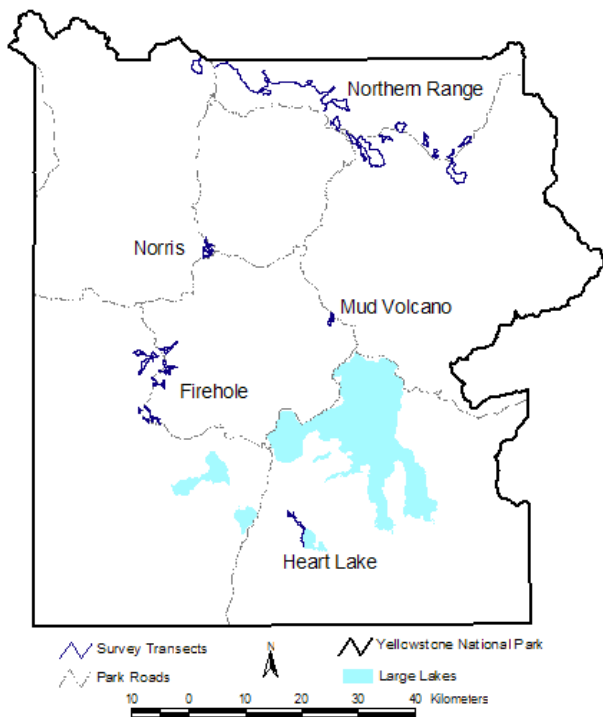 Northern Range
Norris
Mud Volcano
Firehole
Heart Lake
Survey Transects
N
Yellowstone National Park
Park Roads
Large Lakes
10 0 10 20 30 40 Kilometers